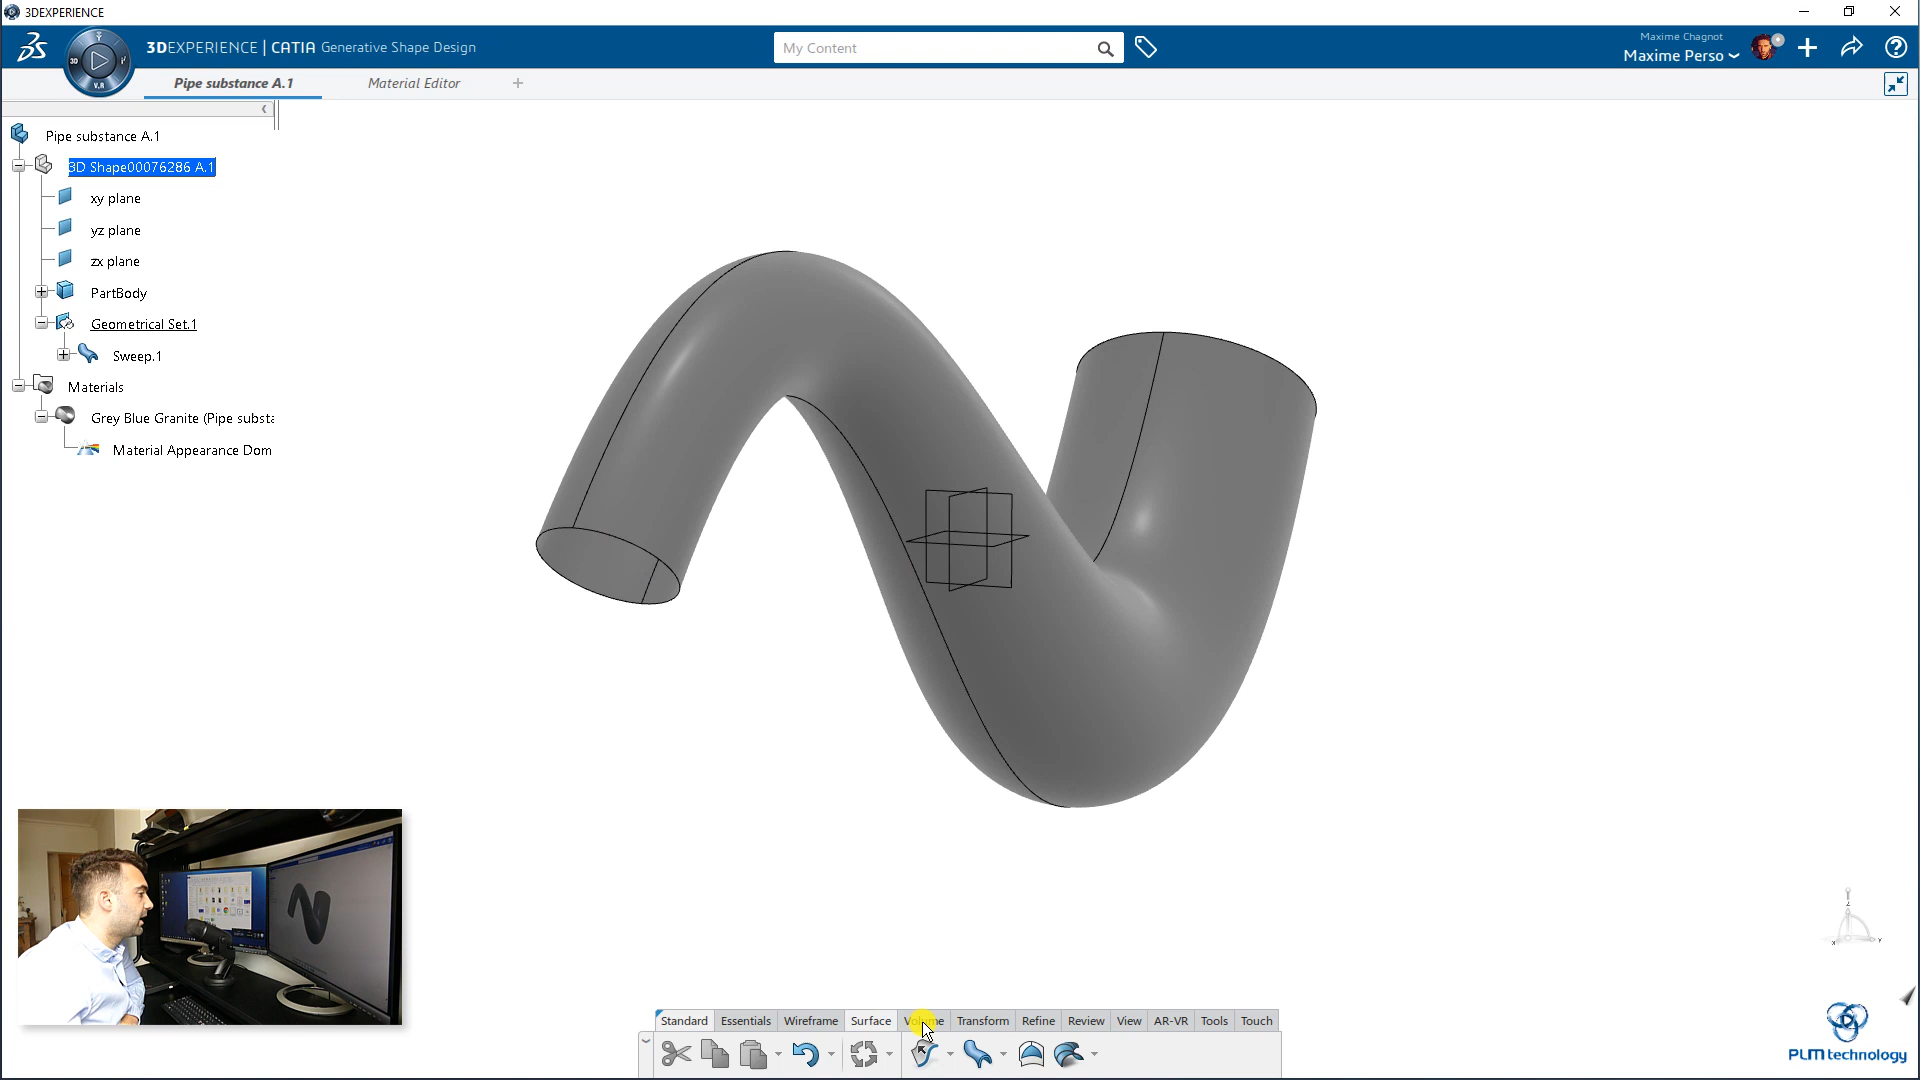 3DEXPERIENCE
3DEXPERIENCE | CATIA Generative Shape Design
My Content
Maxime Chagnot
Maxime Perso
3D
V.R
Pipe substance A.1
Material Editor
Pipe substance A.1
3D Shape00076286 A.1
xy plane
yz plane
zx plane
PartBody
Geometrical Set.1
Sweep.1
Materials
Grey Blue Granite (Pipe substa
Material Appearance Dom
Standard Essentials Wireframe Surface Volume Transform Refine Review View AR-VR Tools Touch
PLM technology